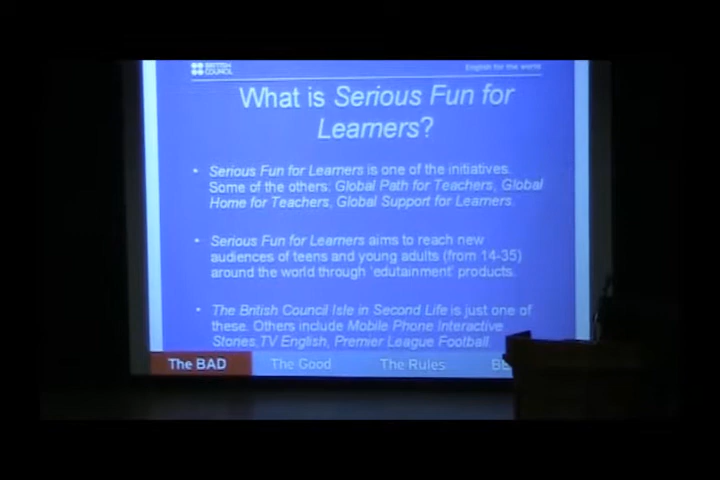 BRITISH
COUNCIL
English for the world
What is Serious Fun for
Learners?
• Serious Fun for Learners is one of the initiatives.
Some of the others: Global Path for Teachers, Global
Home for Teachers, Global Support for Learners.
• Serious Fun for Learners aims to reach new
audiences of teens and young adults (from 14-35)
around the world through 'edutainment' products.
• The British Council Isle in Second Life is just one of
these. Others include Mobile Phone Interactive
Stories, TV English, Premier League Football.
The BAD The Good The Rules